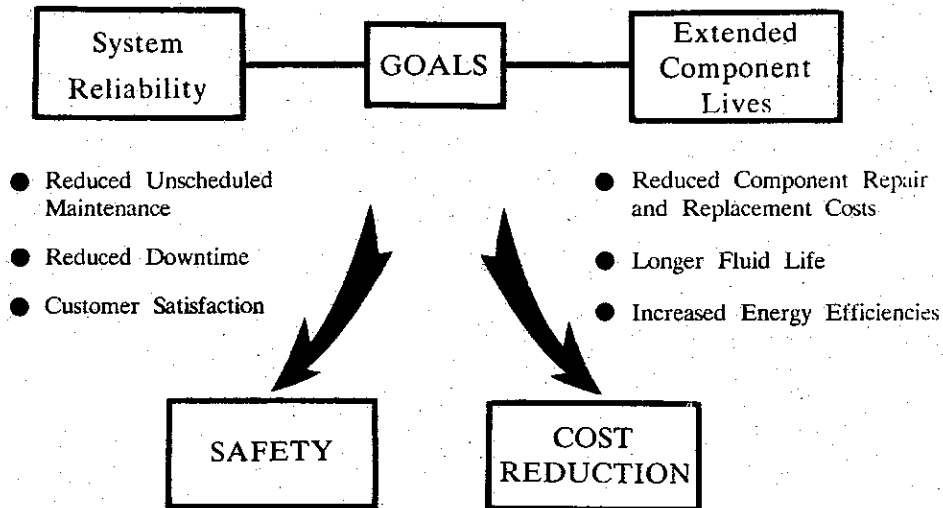 System
Reliability
GOALS
Extended
Component
Lives
● Reduced Unscheduled
Maintenance
● Reduced Downtime
● Customer Satisfaction
● Reduced Component Repair
and Replacement Costs
● Longer Fluid Life
● Increased Energy Efficiencies
SAFETY
COST
REDUCTION